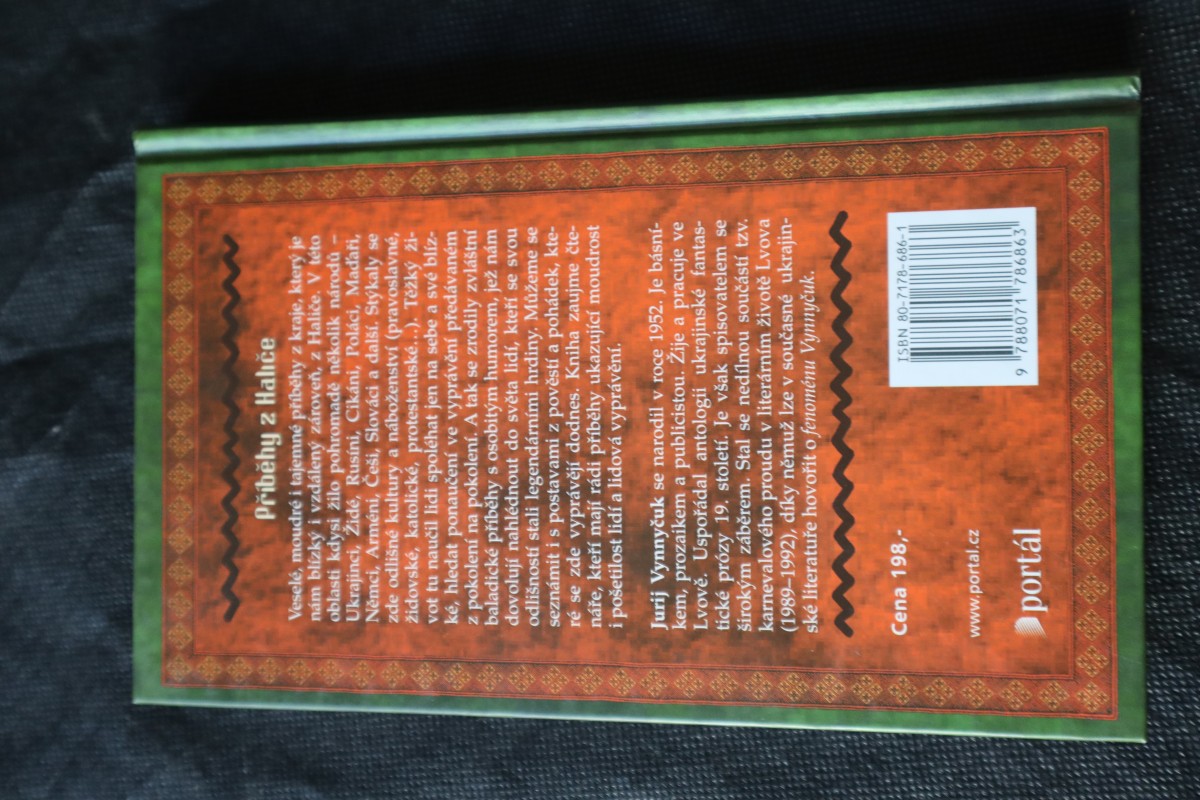 Příběhy z Haliče
Veselé, moudré i tajemné příběhy z kraje, který je
nám blízký i vzdálený zároveň, z Haliče. V této
oblasti kdysi žilo pohromadě několik národů –
Ukrajinci, Židé, Rusíni, Cikáni, Poláci, Maďaři,
Němci, Arméni, Češi, Slováci a další. Stýkaly se
zde odlišné kultury a náboženství (pravoslavné,
židovské, katolické, protestantské...). Těžký ži-
vot tu naučil lidi spoléhat jen na sebe a své blíz-
ké, hledat ponaučení ve vyprávění předávaném
z pokolení na pokolení. A tak se zrodily zvláštní
baladické příběhy s osobitým humorem, jež nám
dovolují nahlédnout do světa lidí, kteří se svou
odlišností stali legendárními hrdiny. Můžeme se
seznámit i s postavami z pověstí a pohádek, kte-
ré se zde vyprávějí dodnes. Kniha zaujme čte-
náře, kteří mají rádi příběhy ukazující moudrost
i pošetilost lidí a lidová vyprávění.
Jurij Vynnyčuk se narodil v roce 1952. Je básní-
kem, prozaikem a publicistou. Žije a pracuje ve
Lvově. Uspořádal antologii ukrajinské fantas-
tické prózy 19. století. Je však spisovatelem se
širokým záběrem. Stal se nedílnou součástí tzv.
karnevalového proudu v literárním životě Lvova
(1989–1992), díky němuž lze v současné ukrajin-
ské literatuře hovořit o fenoménu Vynnyčuk.
Cena 198,-
www.portal.cz
portál
ISBN 80-7178-686-1
9 788071 786863